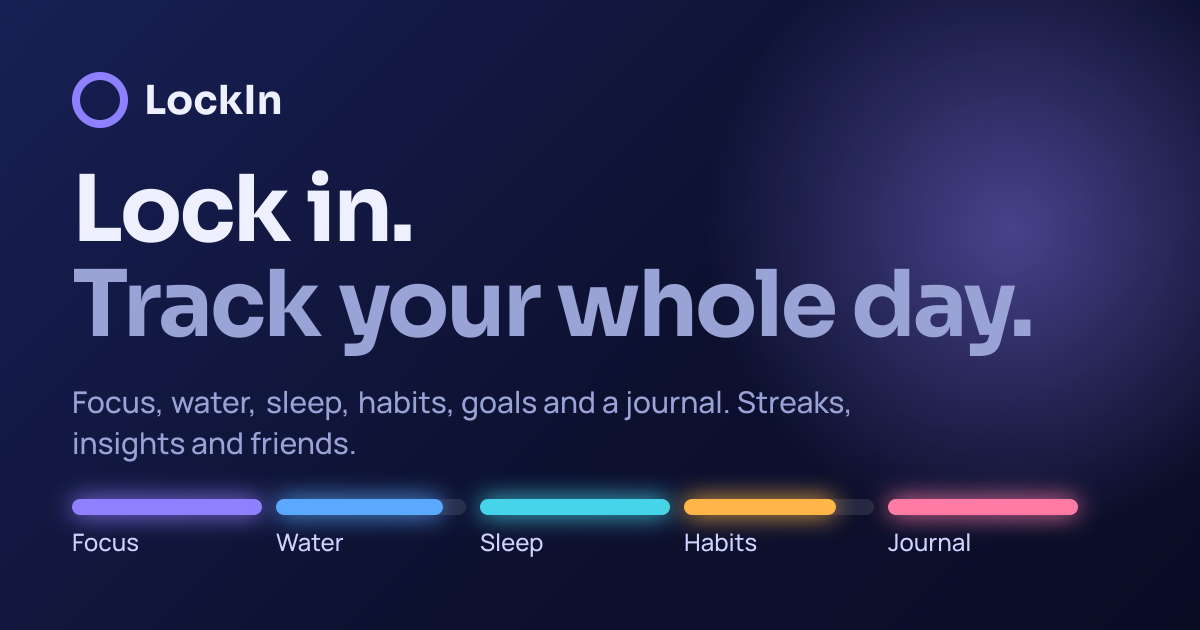 LockIn
Lock in.
Track your whole day.
Focus, water, sleep, habits, goals and a journal. Streaks,
insights and friends.
Focus
Water
Sleep
Habits
Journal